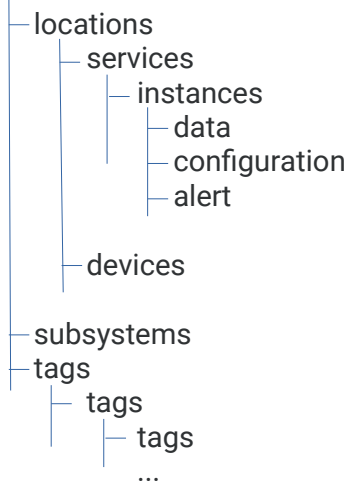 locations
services
instances
data
configuration
alert
devices
subsystems
tags
tags
tags
...